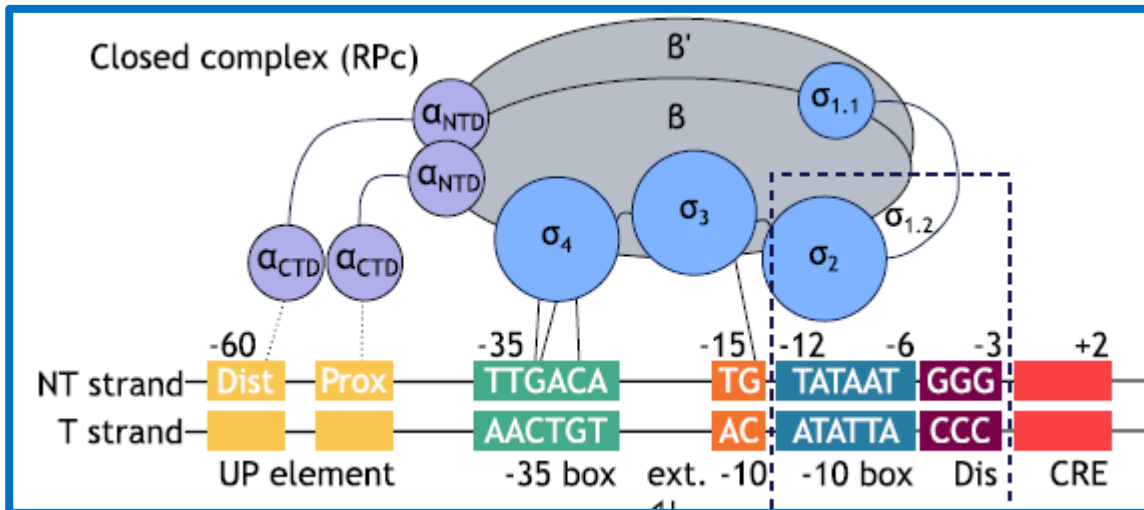 Closed complex (RPc)
β'
β
σ1.1
αNTD
αNTD
σ4
σ3
σ2
σ1.2
αCTD
αCTD
-60
-35
-15
-12
-6
-3
+2
NT strand
Dist
Prox
TTGACA
TG
TATAAT
GGG
T strand
AACTGT
AC
ATATTA
CCC
UP element
-35 box
ext. -10
-10 box
Dis
CRE